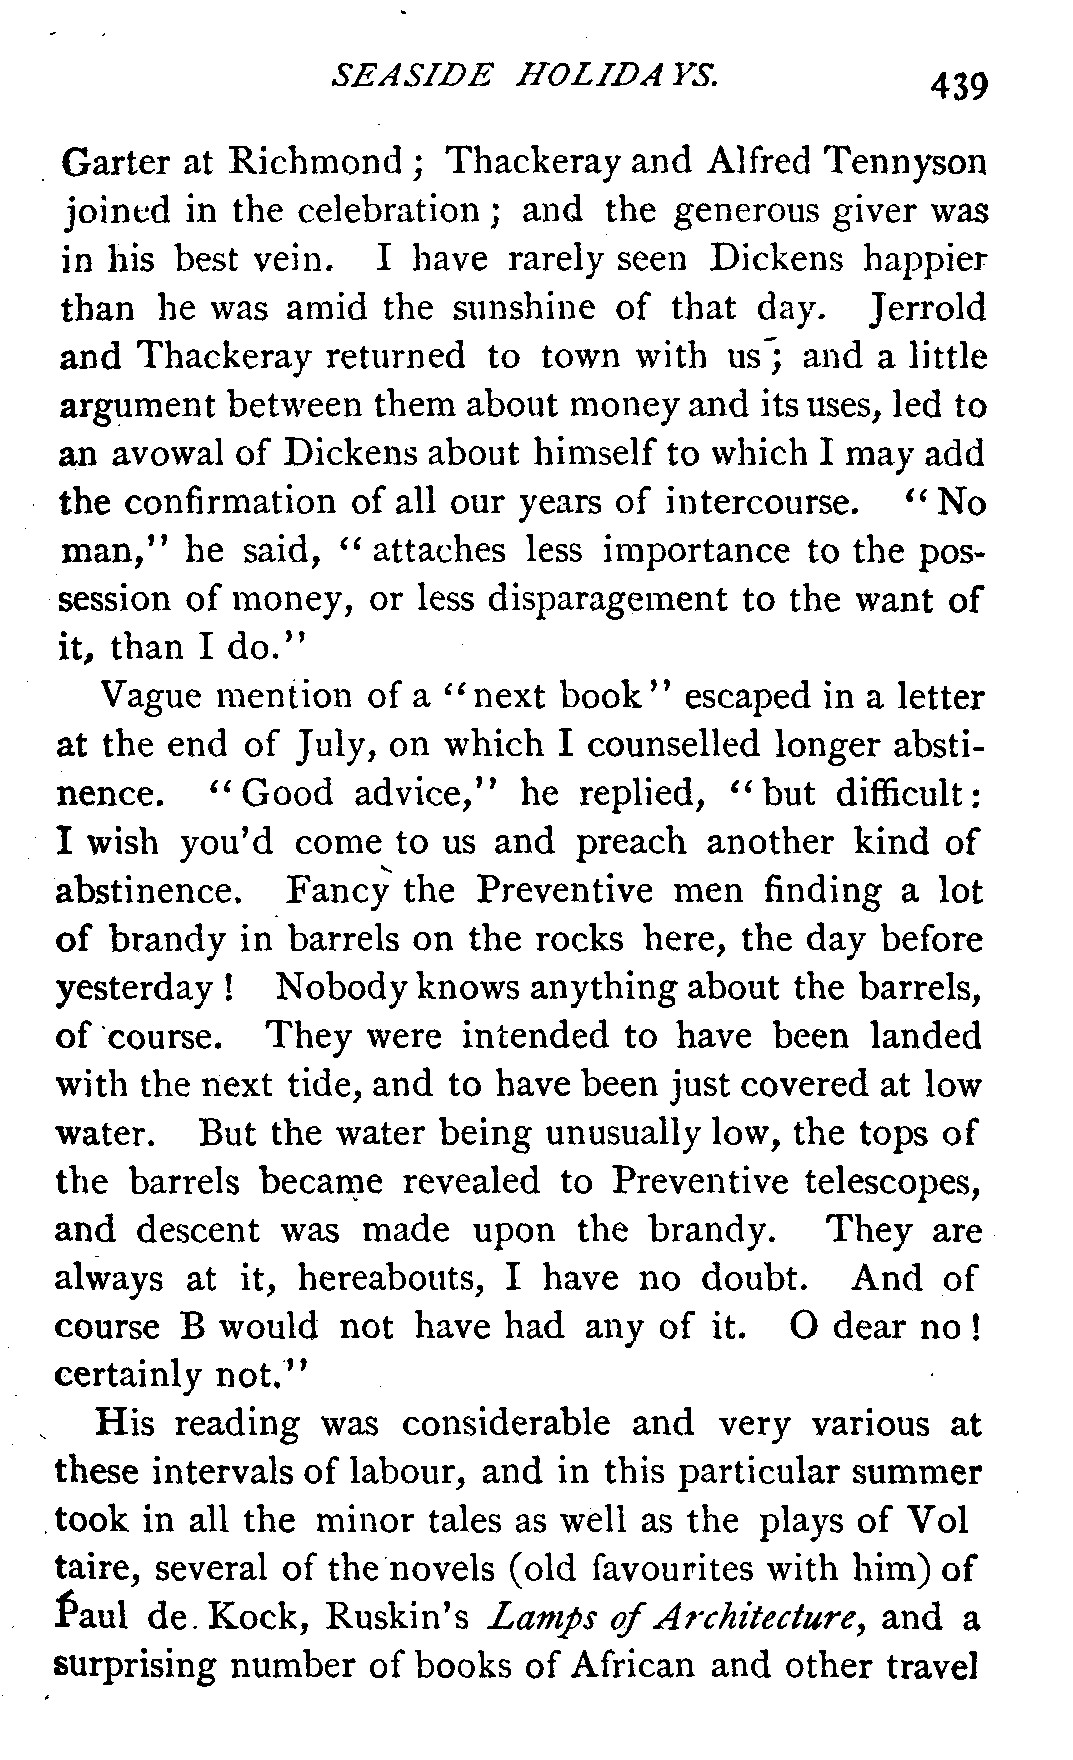 SEASIDE HOLIDAYS.
439
Garter at Richmond ; Thackeray and Alfred Tennyson
joined in the celebration ; and the generous giver was
in his best vein. I have rarely seen Dickens happier
than he was amid the sunshine of that day. Jerrold
and Thackeray returned to town with us ; and a little
argument between them about money and its uses, led to
an avowal of Dickens about himself to which I may add
the confirmation of all our years of intercourse. “ No
man,” he said, “ attaches less importance to the pos-
session of money, or less disparagement to the want of
it, than I do.”
Vague mention of a “next book” escaped in a letter
at the end of July, on which I counselled longer absti-
nence. “ Good advice,” he replied, “ but difficult :
I wish you'd come to us and preach another kind of
abstinence. Fancy the Preventive men finding a lot
of brandy in barrels on the rocks here, the day before
yesterday ! Nobody knows anything about the barrels,
of course. They were intended to have been landed
with the next tide, and to have been just covered at low
water. But the water being unusually low, the tops of
the barrels became revealed to Preventive telescopes,
and descent was made upon the brandy. They are
always at it, hereabouts, I have no doubt. And of
course B would not have had any of it. O dear no !
certainly not.”
His reading was considerable and very various at
these intervals of labour, and in this particular summer
took in all the minor tales as well as the plays of Vol
taire, several of the novels (old favourites with him) of
Paul de Kock, Ruskin's Lamps of Architecture, and a
surprising number of books of African and other travel